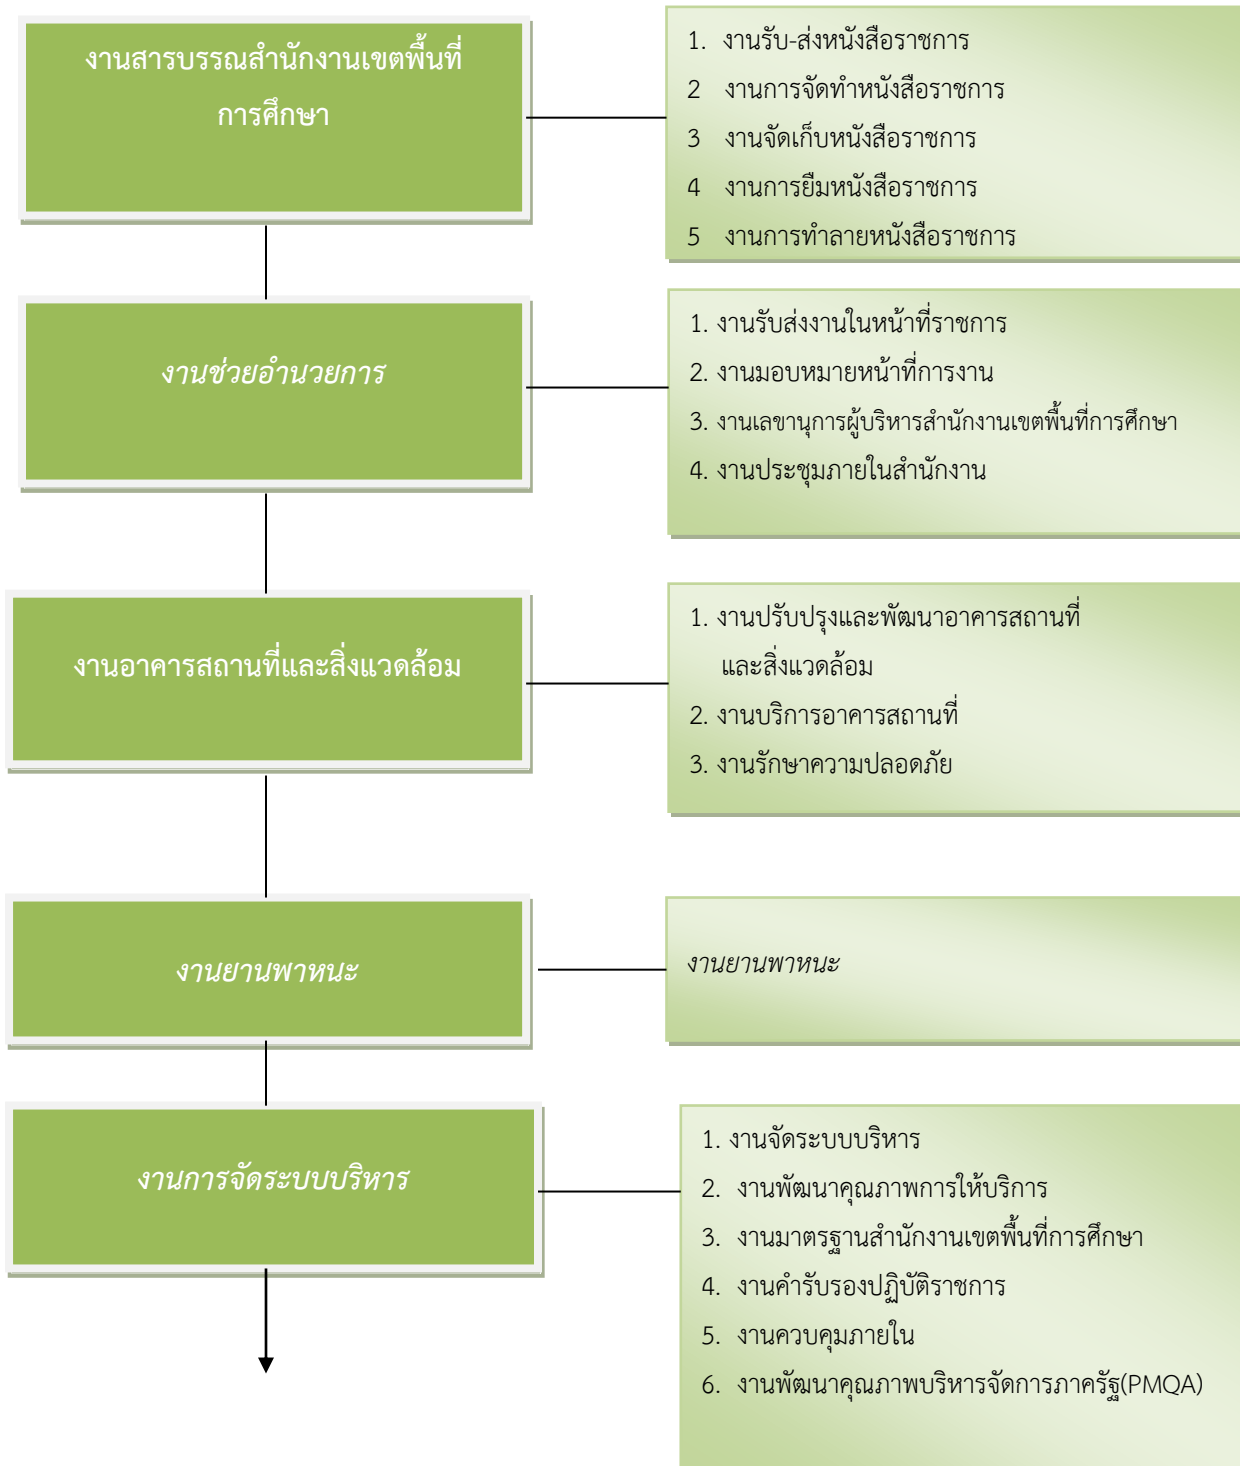 งานสารบรรณสำนักงานเขตพื้นที่
การศึกษา
1. งานรับ-ส่งหนังสือราชการ
2 งานการจัดทำหนังสือราชการ
3 งานจัดเก็บหนังสือราชการ
4 งานการยืมหนังสือราชการ
5 งานการทำลายหนังสือราชการ
งานช่วยอำนวยการ
1. งานรับส่งงานในหน้าที่ราชการ
2. งานมอบหมายหน้าที่การงาน
3. งานเลขานุการผู้บริหารสำนักงานเขตพื้นที่การศึกษา
4. งานประชุมภายในสำนักงาน
งานอาคารสถานที่และสิ่งแวดล้อม
1. งานปรับปรุงและพัฒนาอาคารสถานที่
และสิ่งแวดล้อม
2. งานบริการอาคารสถานที่
3. งานรักษาความปลอดภัย
งานยานพาหนะ
งานยานพาหนะ
งานการจัดระบบบริหาร
1. งานจัดระบบบริหาร
2. งานพัฒนาคุณภาพการให้บริการ
3. งานมาตรฐานสำนักงานเขตพื้นที่การศึกษา
4. งานคำรับรองปฏิบัติราชการ
5. งานควบคุมภายใน
6. งานพัฒนาคุณภาพบริหารจัดการภาครัฐ(PMQA)